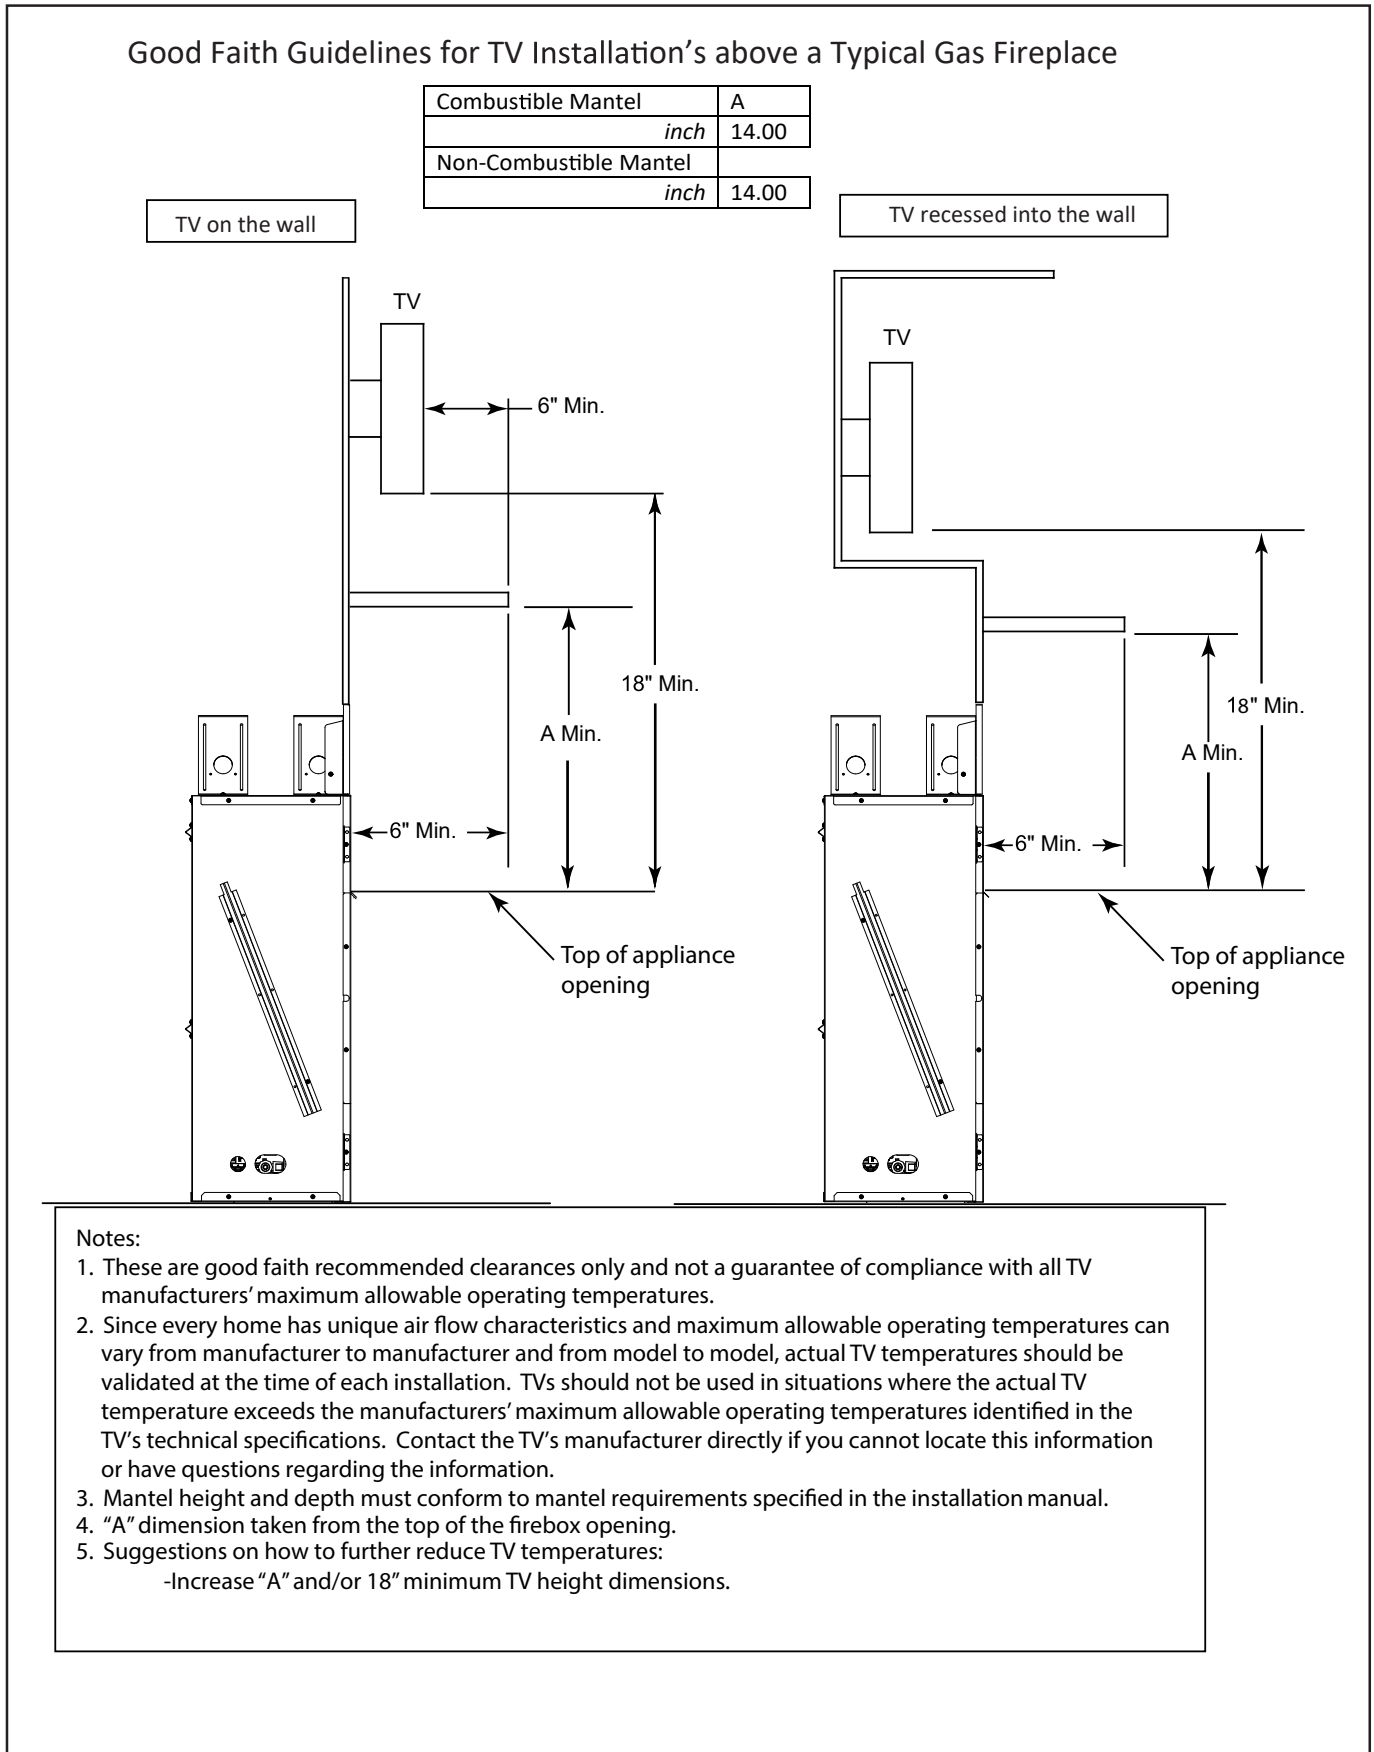 Good Faith Guidelines for TV Installation's above a Typical Gas Fireplace
Combustible Mantel A
inch 14.00
Non-Combustible Mantel
inch 14.00
TV on the wall
TV recessed into the wall
TV
6" Min.
18" Min.
A Min.
6" Min.
Top of appliance
opening
TV
18" Min.
A Min.
6" Min.
Top of appliance
opening
Notes:
1. These are good faith recommended clearances only and not a guarantee of compliance with all TV
manufacturers’ maximum allowable operating temperatures.
2. Since every home has unique air flow characteristics and maximum allowable operating temperatures can
vary from manufacturer to manufacturer and from model to model, actual TV temperatures should be
validated at the time of each installation. TVs should not be used in situations where the actual TV
temperature exceeds the manufacturers’ maximum allowable operating temperatures identified in the
TV’s technical specifications. Contact the TV’s manufacturer directly if you cannot locate this information
or have questions regarding the information.
3. Mantel height and depth must conform to mantel requirements specified in the installation manual.
4. “A” dimension taken from the top of the firebox opening.
5. Suggestions on how to further reduce TV temperatures:
-Increase “A” and/or 18” minimum TV height dimensions.